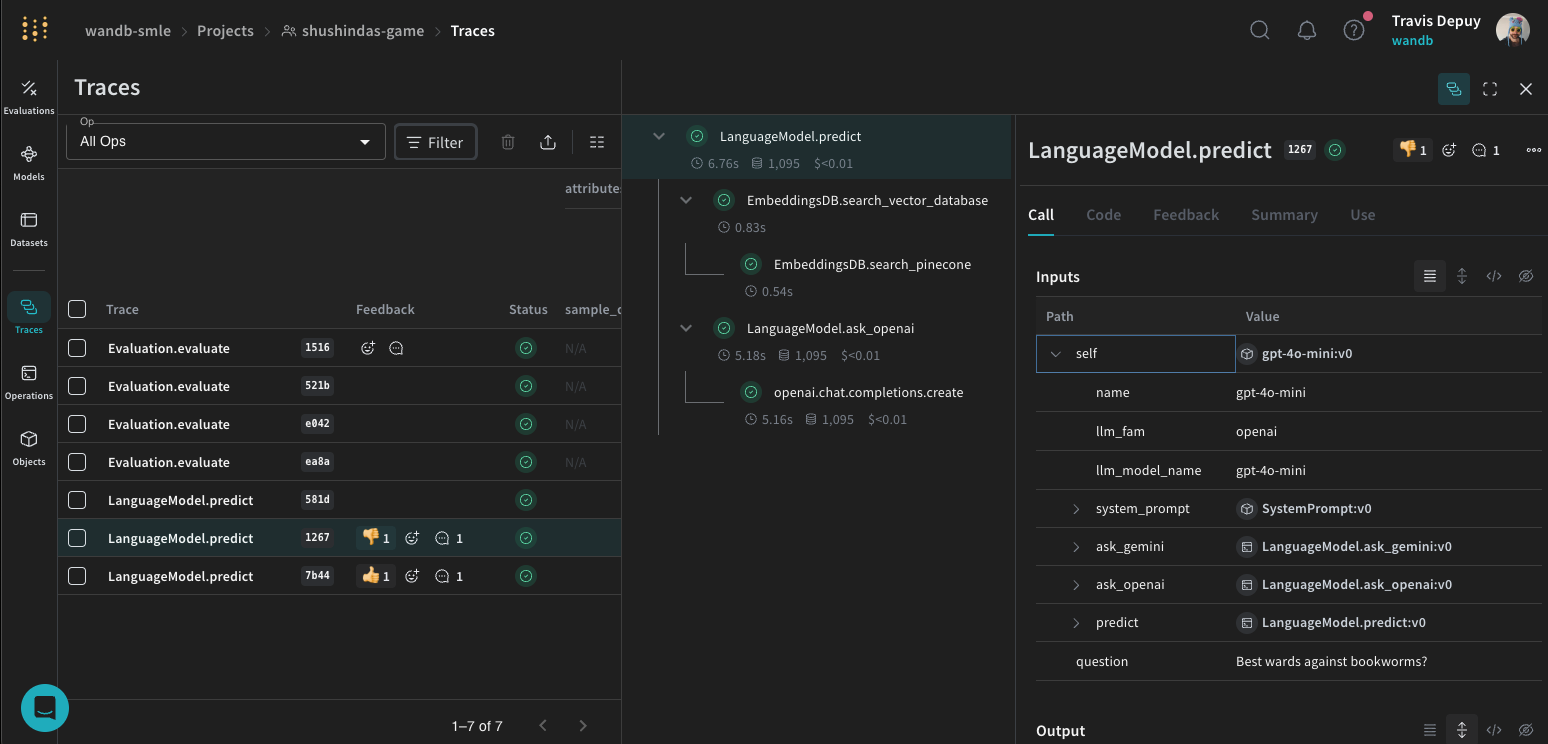 wandb-smle > Projects > shushindas-game > Traces
Travis Depuy
wandb
Evaluations
Models
Datasets
Traces
Operations
Objects
Traces
Op
All Ops
Filter
attributes
Trace Feedback Status sample_d
Evaluation.evaluate 1516 N/A
Evaluation.evaluate 521b N/A
Evaluation.evaluate e042 N/A
Evaluation.evaluate ea8a N/A
LanguageModel.predict 581d
LanguageModel.predict 1267 👎 1 1
LanguageModel.predict 7b44 👍 1 1
1–7 of 7
LanguageModel.predict
6.76s 1,095 $<0.01
EmbeddingsDB.search_vector_database
0.83s
EmbeddingsDB.search_pinecone
0.54s
LanguageModel.ask_openai
5.18s 1,095 $<0.01
openai.chat.completions.create
5.16s 1,095 $<0.01
LanguageModel.predict 1267 👎 1 1
Call Code Feedback Summary Use
Inputs
Path Value
self gpt-4o-mini:v0
name gpt-4o-mini
llm_fam openai
llm_model_name gpt-4o-mini
system_prompt SystemPrompt:v0
ask_gemini LanguageModel.ask_gemini:v0
ask_openai LanguageModel.ask_openai:v0
predict LanguageModel.predict:v0
question Best wards against bookworms?
Output